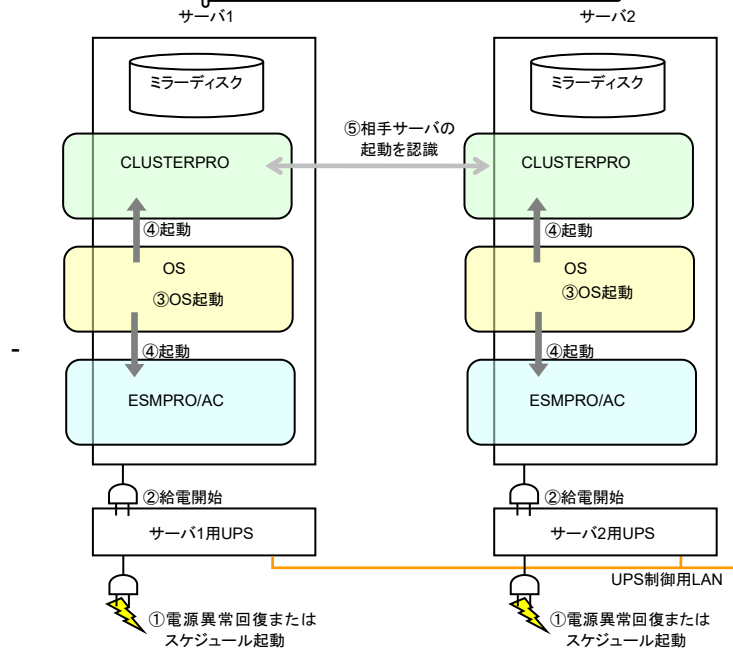 サーバ1
サーバ2
ミラーディスク
ミラーディスク
⑤相手サーバの
起動を認識
CLUSTERPRO
CLUSTERPRO
④起動
④起動
OS
③OS起動
OS
③OS起動
④起動
④起動
ESMPRO/AC
ESMPRO/AC
②給電開始
②給電開始
サーバ1用UPS
サーバ2用UPS
UPS制御用LAN
①電源異常回復または
スケジュール起動
①電源異常回復または
スケジュール起動